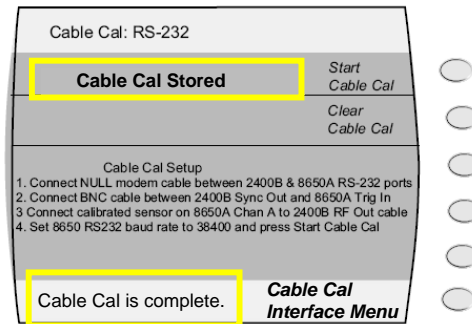 Cable Cal: RS-232
Cable Cal Stored
Start
Cable Cal
Clear
Cable Cal
Cable Cal Setup
1. Connect NULL modem cable between 2400B & 8650A RS-232 ports
2. Connect BNC cable between 2400B Sync Out and 8650A Trig In
3 Connect calibrated sensor on 8650A Chan A to 2400B RF Out cable
4. Set 8650 RS232 baud rate to 38400 and press Start Cable Cal
Cable Cal is complete.
Cable Cal
Interface Menu